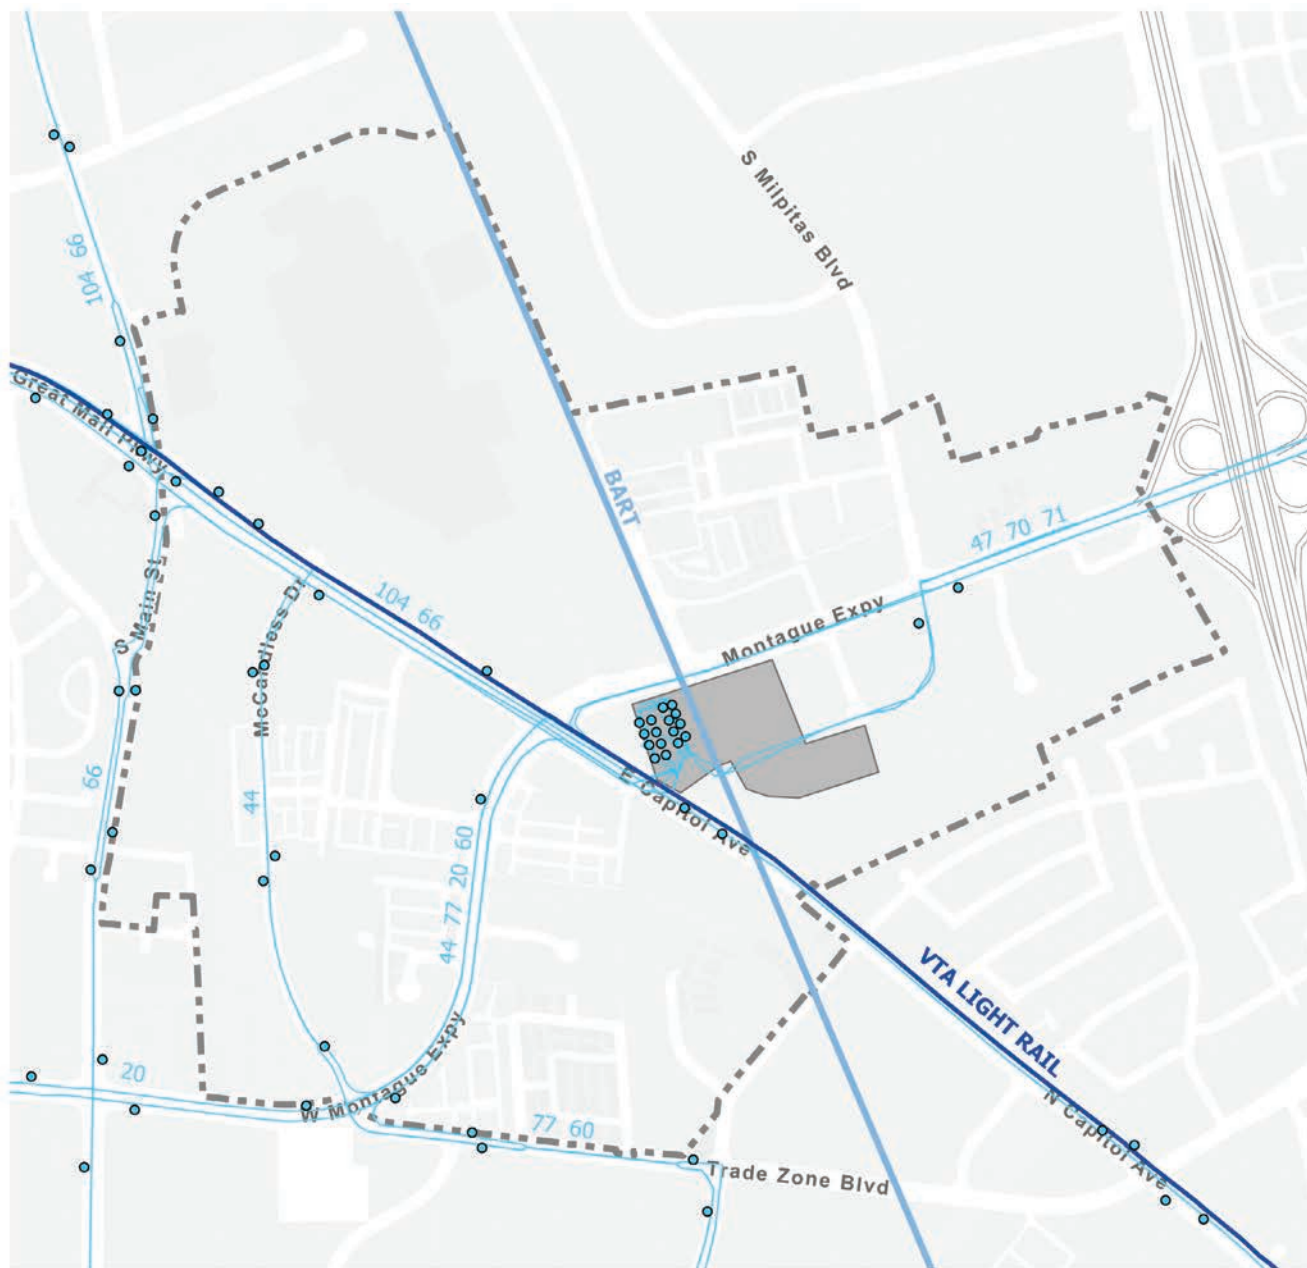 S Milpitas Blvd
104 66
Great Mall Pkwy
BART
47 70 71
S Main St
McCandless Dr
104 66
Montague Expy
66
44
E Capitol Ave
44 77 20 60
VTA LIGHT RAIL
20
W Montague Expy
77 60
N Capitol Ave
Trade Zone Blvd